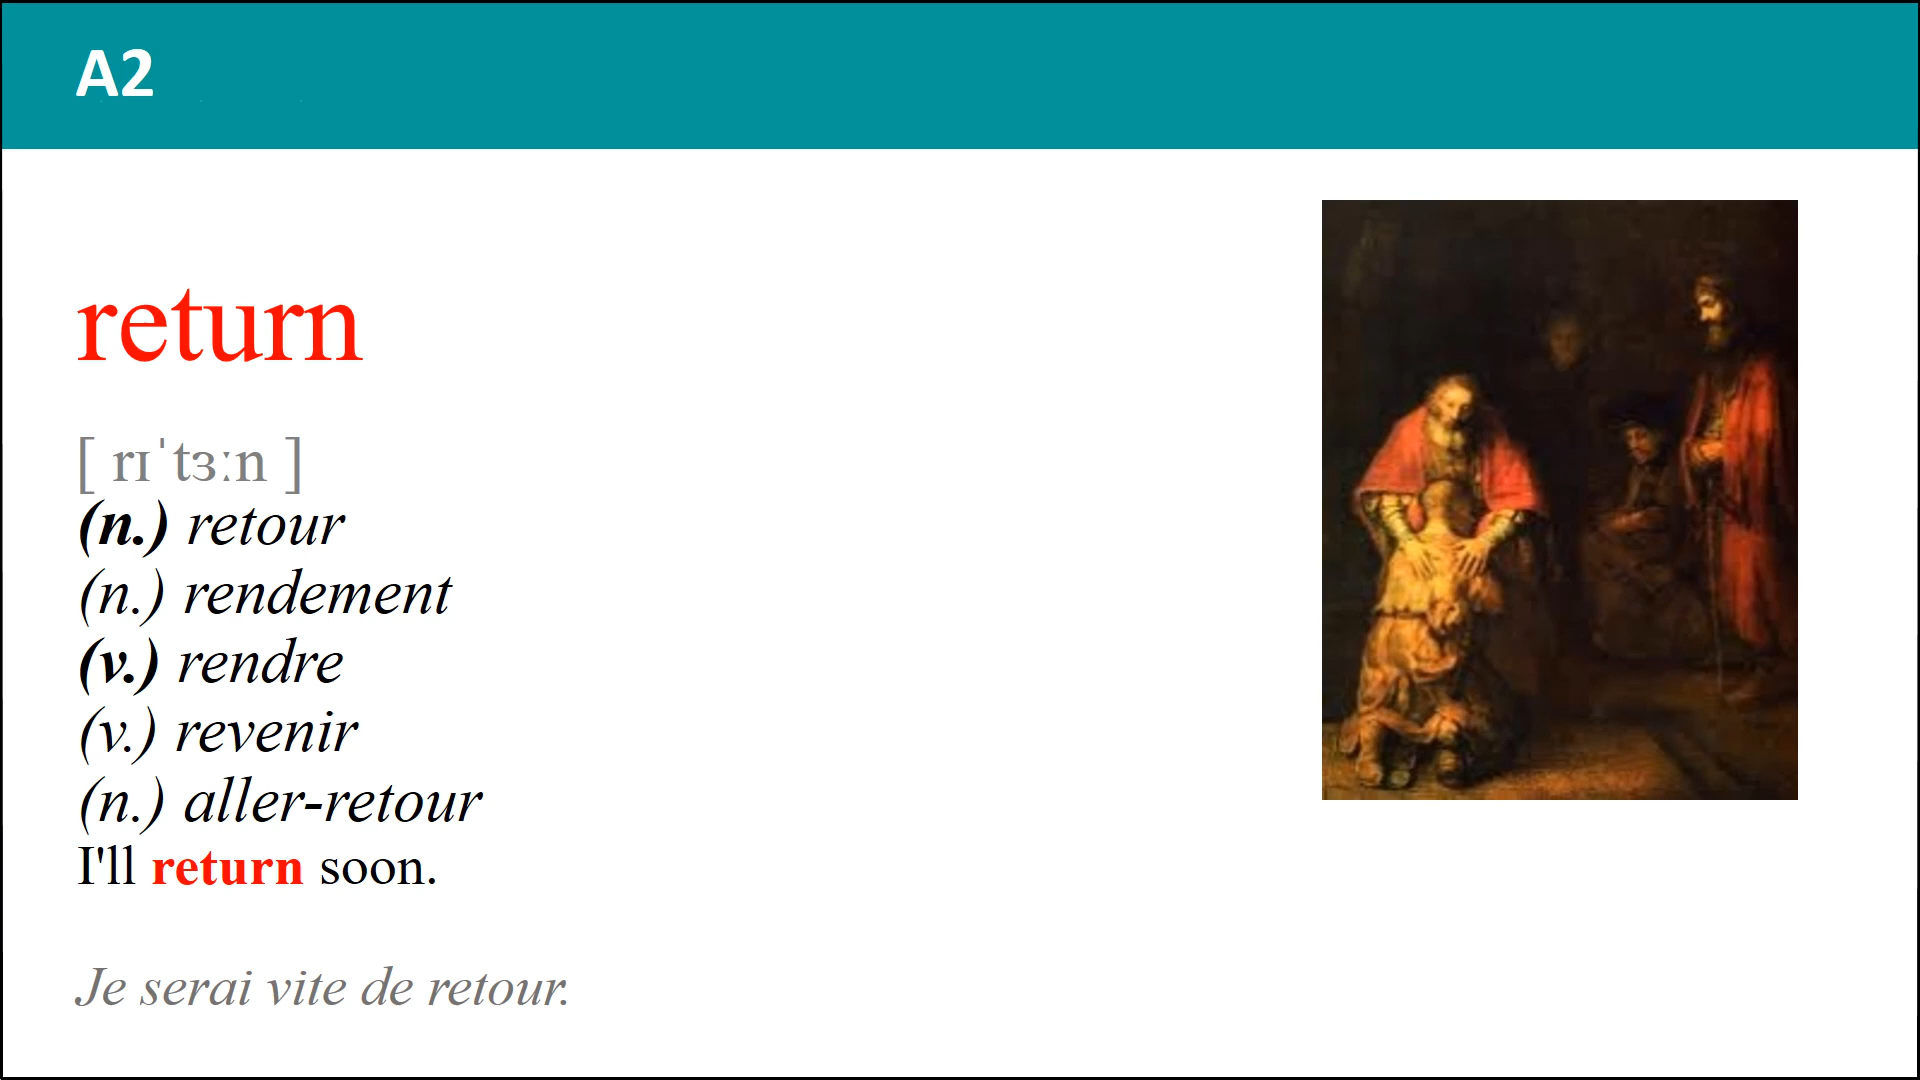 A2
return
[ rɪˈtɜːn ]
(n.) retour
(n.) rendement
(v.) rendre
(v.) revenir
(n.) aller-retour
I'll return soon.
Je serai vite de retour.